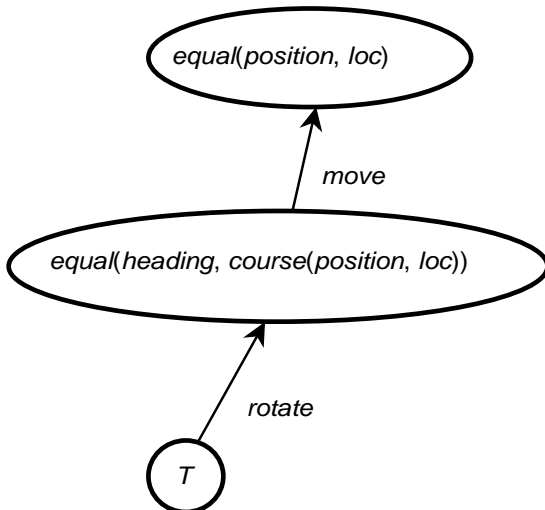 equal(position, loc)
move
equal(heading, course(position, loc))
rotate
T